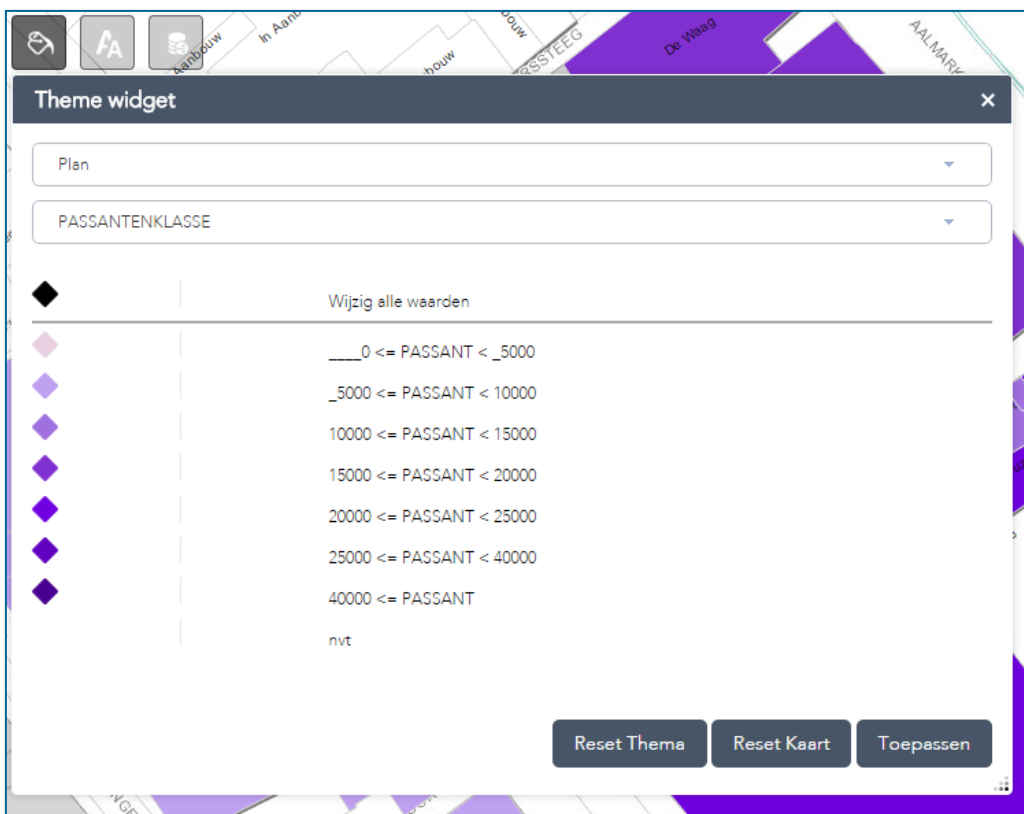 In Aanbouw
Aanbouw
bouw
bouw
RSSTEEG
De Waag
AALMARK
Theme widget
Plan
PASSANTENKLASSE
Wijzig alle waarden
____0 <= PASSANT < _5000
_5000 <= PASSANT < 10000
10000 <= PASSANT < 15000
15000 <= PASSANT < 20000
20000 <= PASSANT < 25000
25000 <= PASSANT < 40000
40000 <= PASSANT
nvt
Reset Thema Reset Kaart Toepassen